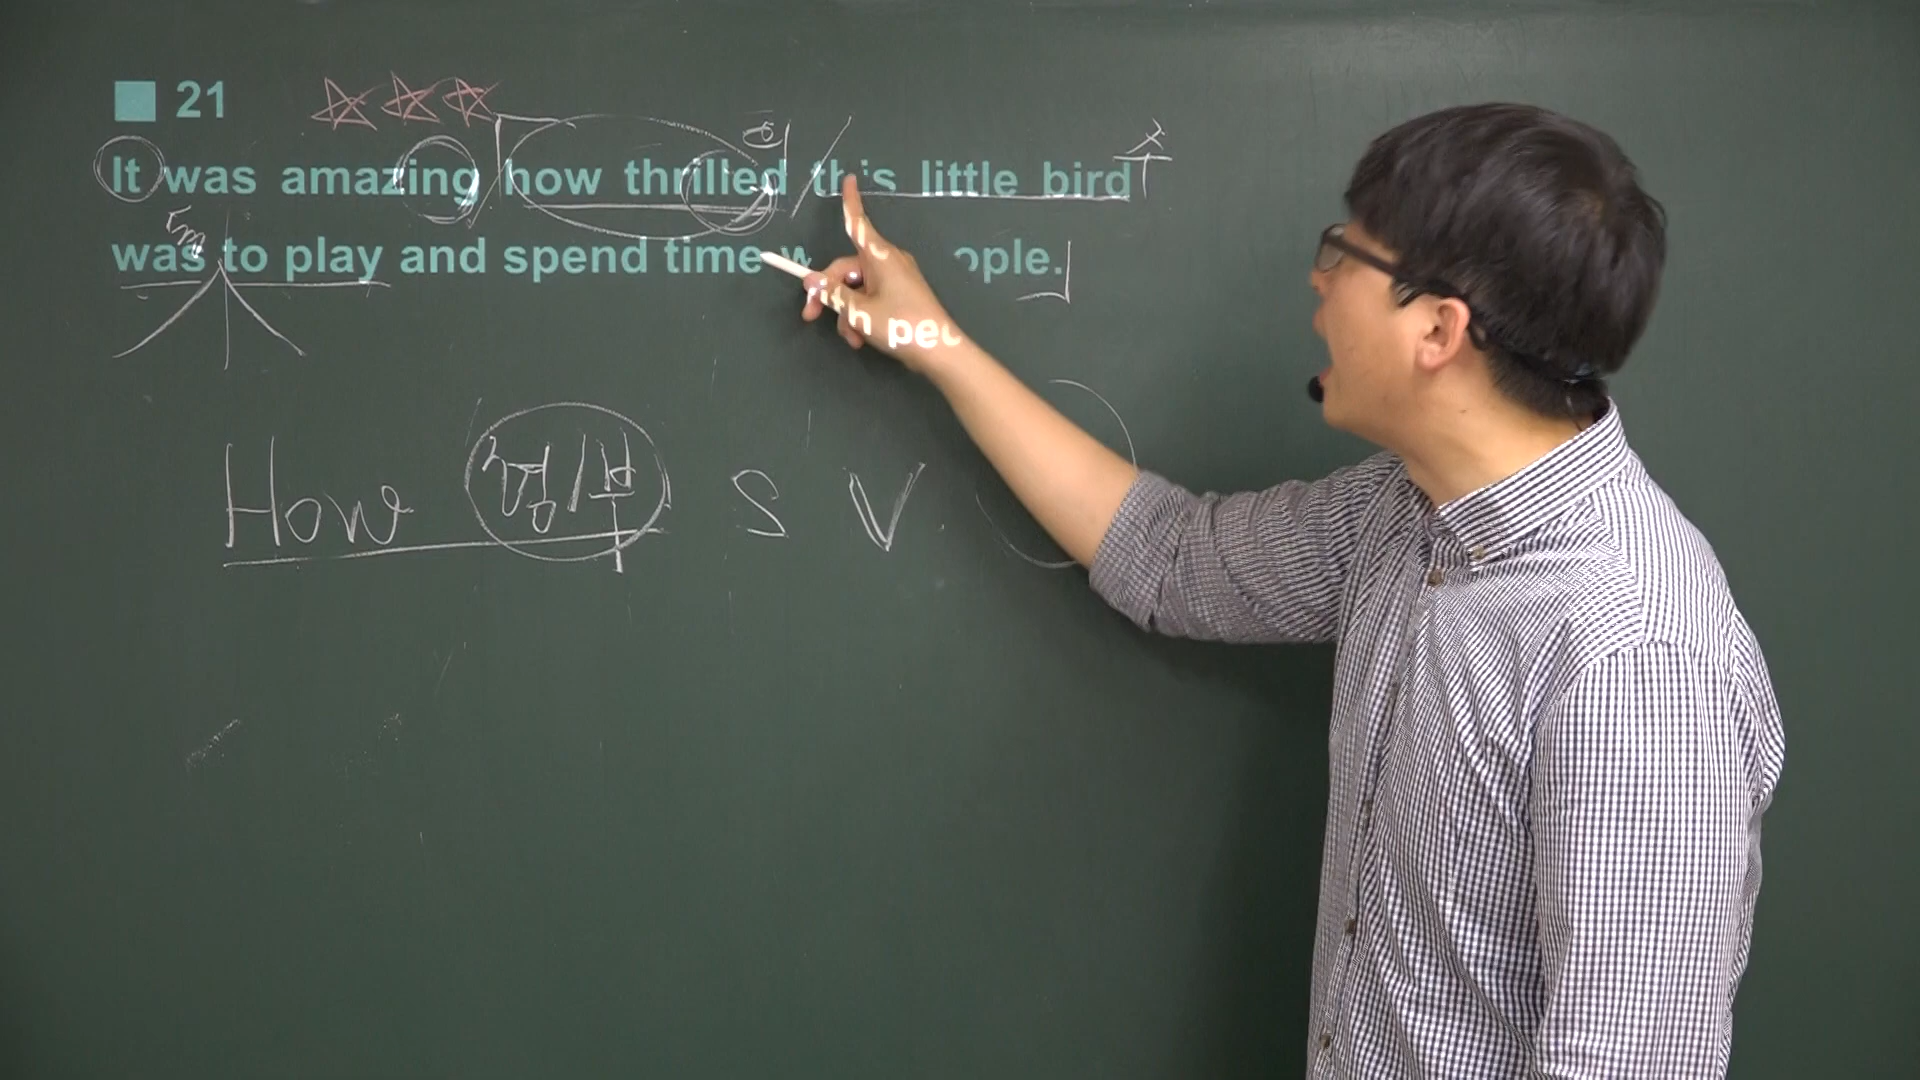 21
It was amazing how thrilled this little bird 주
was to play and spend time with people.
How 형/부 S V